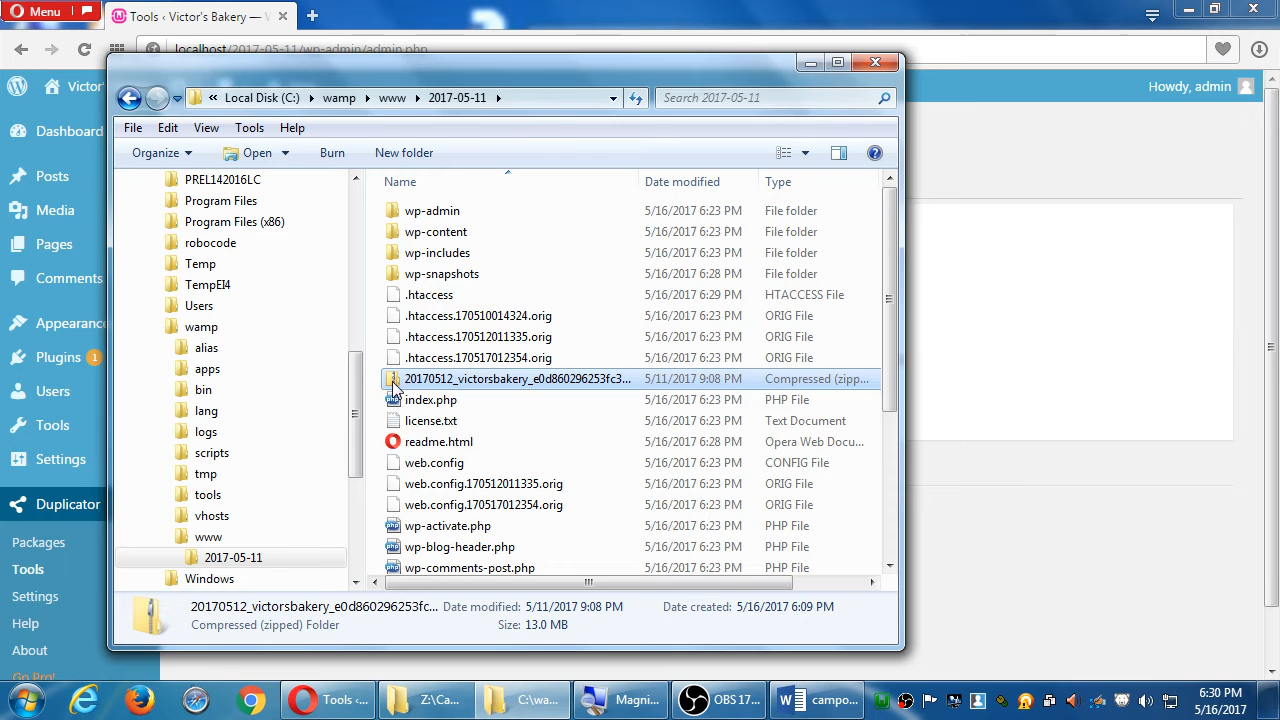 Menu
Tools ‹ Victor's Bakery —
localhost/2017-05-11/wp-admin/admin.php
Victor'
Howdy, admin
Dashboard
Posts
Media
Pages
Comments
Appearance
Plugins 1
Users
Tools
Settings
Duplicator
Packages
Tools
Settings
Help
About
Go Pro!
« Local Disk (C:) wamp www 2017-05-11
Search 2017-05-11
File Edit View Tools Help
Organize Open Burn New folder
PREL142016LC
Program Files
Program Files (x86)
robocode
Temp
TempEI4
Users
wamp
alias
apps
bin
lang
logs
scripts
tmp
tools
vhosts
www
2017-05-11
Windows
Name Date modified Type
wp-admin 5/16/2017 6:23 PM File folder
wp-content 5/16/2017 6:23 PM File folder
wp-includes 5/16/2017 6:23 PM File folder
wp-snapshots 5/16/2017 6:28 PM File folder
.htaccess 5/16/2017 6:29 PM HTACCESS File
.htaccess.170510014324.orig 5/16/2017 6:23 PM ORIG File
.htaccess.170512011335.orig 5/16/2017 6:23 PM ORIG File
.htaccess.170517012354.orig 5/16/2017 6:23 PM ORIG File
20170512_victorsbakery_e0d860296253fc3... 5/11/2017 9:08 PM Compressed (zipp...
index.php 5/16/2017 6:23 PM PHP File
license.txt 5/16/2017 6:23 PM Text Document
readme.html 5/16/2017 6:28 PM Opera Web Docu...
web.config 5/16/2017 6:23 PM CONFIG File
web.config.170512011335.orig 5/16/2017 6:23 PM ORIG File
web.config.170517012354.orig 5/16/2017 6:23 PM ORIG File
wp-activate.php 5/16/2017 6:23 PM PHP File
wp-blog-header.php 5/16/2017 6:23 PM PHP File
wp-comments-post.php 5/16/2017 6:23 PM PHP File
20170512_victorsbakery_e0d860296253fc... Date modified: 5/11/2017 9:08 PM Date created: 5/16/2017 6:09 PM
Compressed (zipped) Folder Size: 13.0 MB
Tools ‹... Z:\Ca... C:\wa... Magni... OBS 17... campo...
6:30 PM
5/16/2017